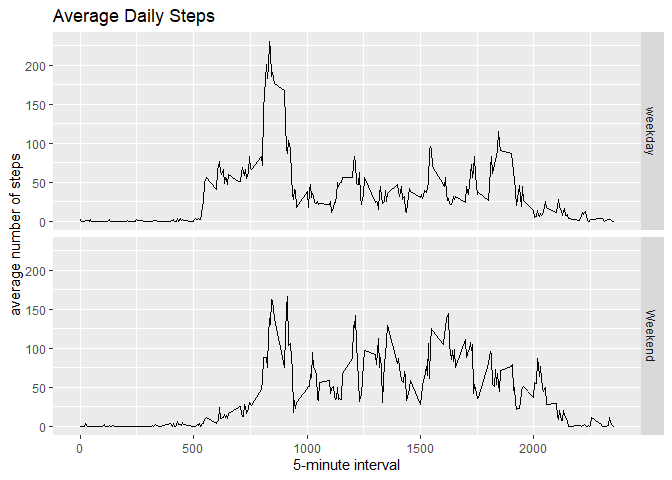 Average Daily Steps
average number of steps
200
150
100
50
0
weekday
200
150
100
50
0
Weekend
0 500 1000 1500 2000
5-minute interval